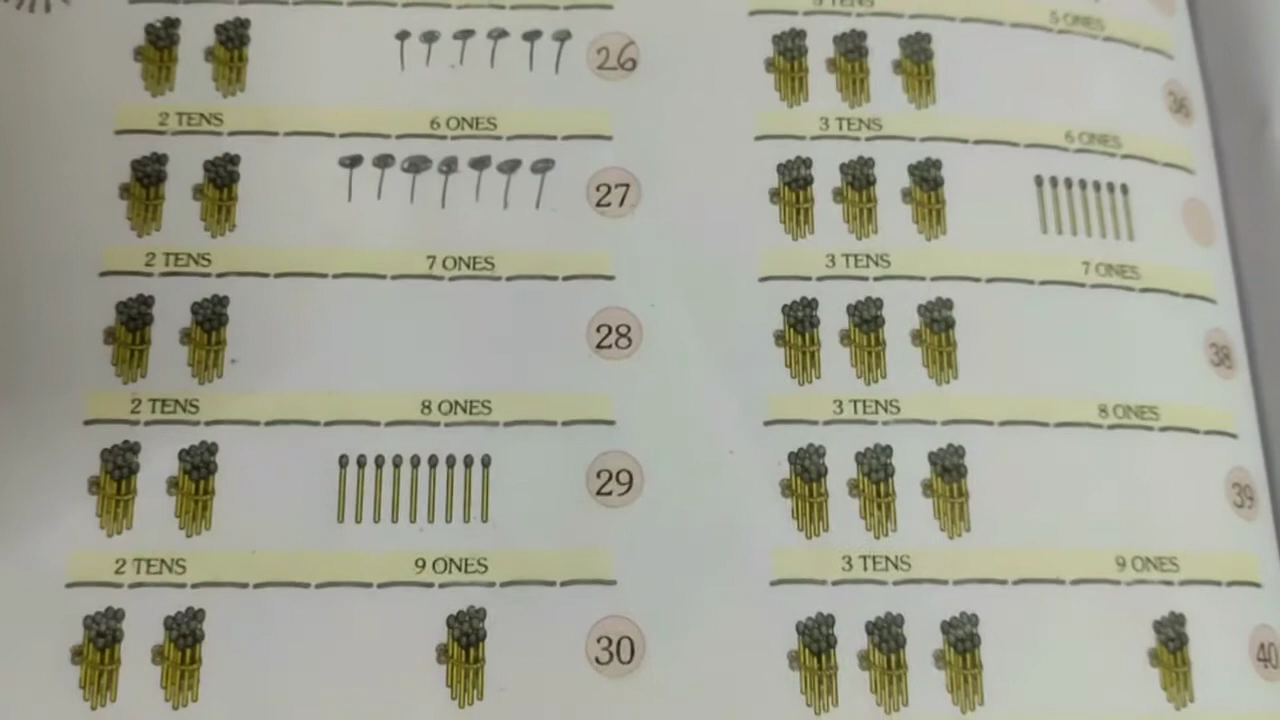 3 TENS 5 ONES
26
2 TENS 6 ONES
27
2 TENS 7 ONES
28
2 TENS 8 ONES
29
2 TENS 9 ONES
30
36
3 TENS 6 ONES
3 TENS 7 ONES
38
3 TENS 8 ONES
39
3 TENS 9 ONES
40